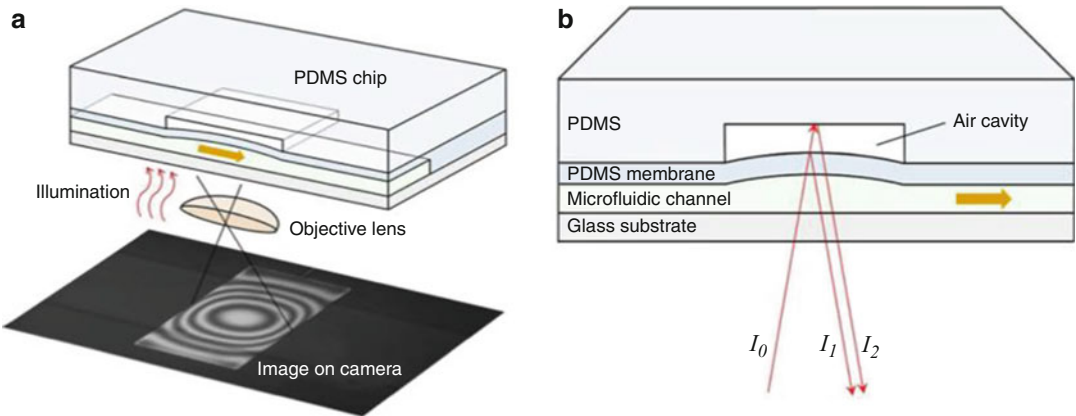 a
PDMS chip
Illumination
Objective lens
Image on camera
b
PDMS
Air cavity
PDMS membrane
Microfluidic channel
Glass substrate
I0
I1
I2